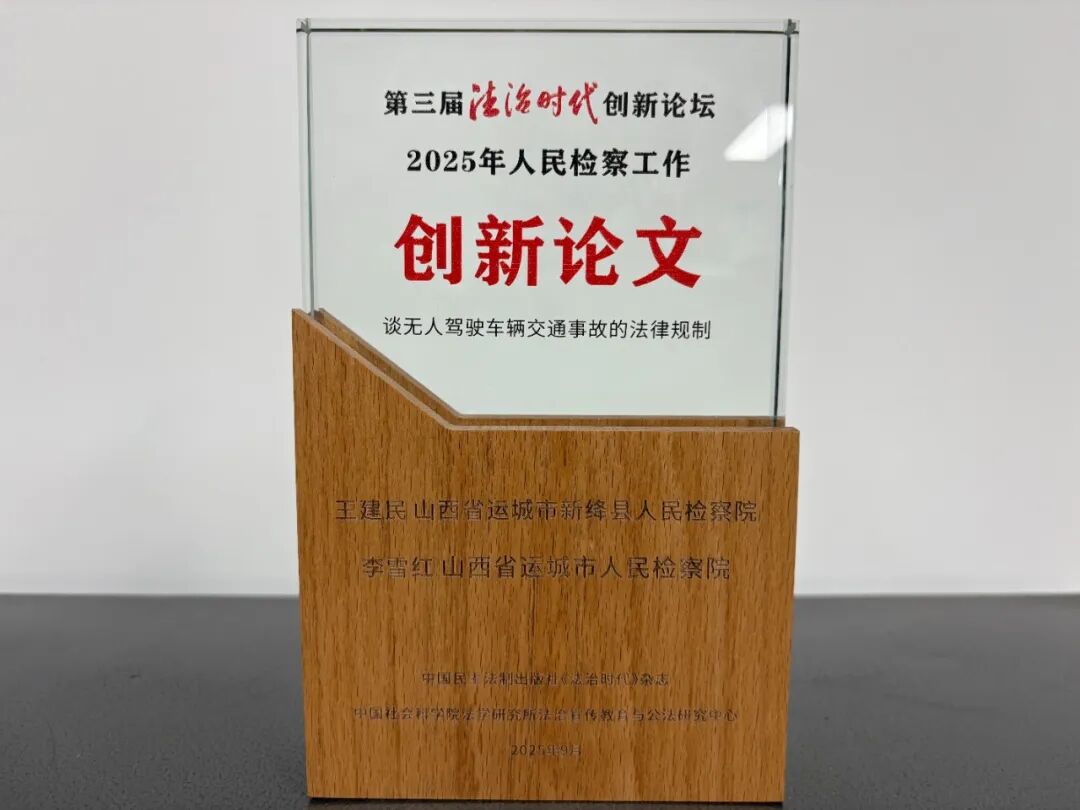 第三届法治时代创新论坛
2025年人民检察工作
创新论文
谈无人驾驶车辆交通事故的法律规制
王建民 山西省运城市新绛县人民检察院
李雪红 山西省运城市人民检察院
中国民主法制出版社《法治时代》杂志
中国社会科学院法学研究所法治宣传教育与公法研究中心
2025年9月